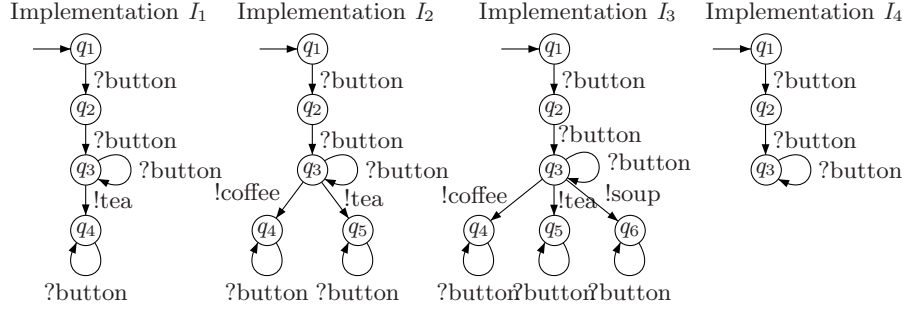 Implementation I1 Implementation I2 Implementation I3 Implementation I4
q1 q1 q1 q1
?button ?button ?button ?button
q2 q2 q2 q2
?button ?button ?button ?button
q3 ?button q3 ?button q3 ?button q3 ?button
!tea !coffee !tea !coffee !tea !soup
q4 q4 q5 q4 q5 q6
?button ?button ?button ?button ?button ?button